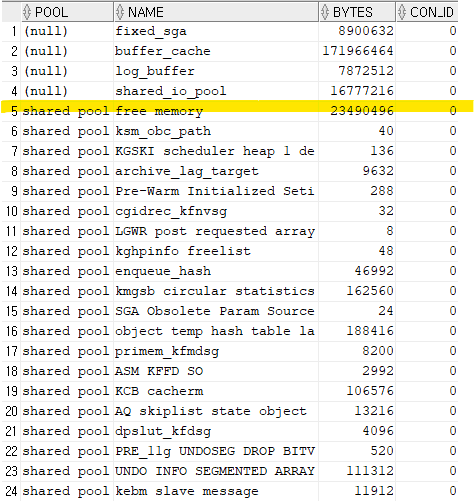 POOL NAME BYTES CON_ID
1 (null) fixed_sga 8900632 0
2 (null) buffer_cache 171966464 0
3 (null) log_buffer 7872512 0
4 (null) shared_io_pool 16777216 0
5 shared pool free memory 23490496 0
6 shared pool ksm_obc_path 40 0
7 shared pool KGSKI scheduler heap 1 de 136 0
8 shared pool archive_lag_target 9632 0
9 shared pool Pre-Warm Initialized Seti 288 0
10 shared pool cgidrec_kfnvsg 32 0
11 shared pool LGWR post requested array 8 0
12 shared pool kghpinfo freelist 48 0
13 shared pool enqueue_hash 46992 0
14 shared pool kmgsb circular statistics 162560 0
15 shared pool SGA Obsolete Param Source 24 0
16 shared pool object temp hash table la 188416 0
17 shared pool primem_kfmdsg 8200 0
18 shared pool ASM KFFD SO 2992 0
19 shared pool KCB cacherm 106576 0
20 shared pool AQ skiplist state object 13216 0
21 shared pool dpslut_kfdsg 4096 0
22 shared pool PRE_11g UNDOSEG DROP BITV 520 0
23 shared pool UNDO INFO SEGMENTED ARRAY 111312 0
24 shared pool kebm slave message 11912 0